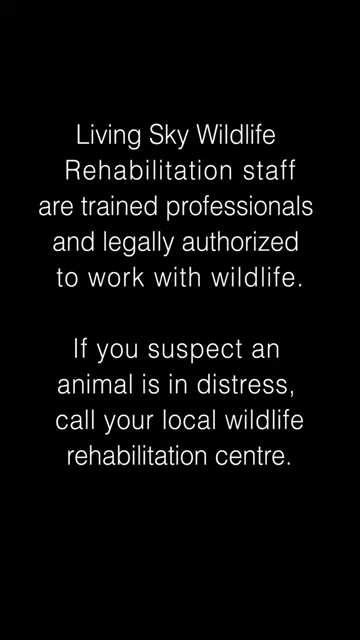 Living Sky Wildlife
Rehabilitation staff
are trained professionals
and legally authorized
to work with wildlife.
If you suspect an
animal is in distress,
call your local wildlife
rehabilitation centre.